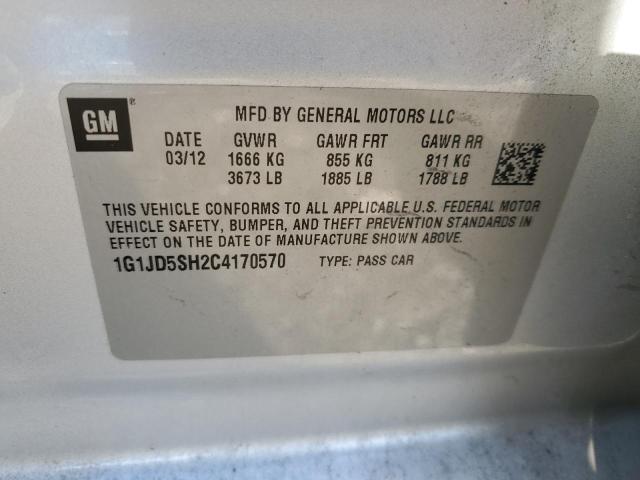 GM ®
MFD BY GENERAL MOTORS LLC
DATE GVWR GAWR FRT GAWR RR
03/12 1666 KG 855 KG 811 KG
3673 LB 1885 LB 1788 LB
THIS VEHICLE CONFORMS TO ALL APPLICABLE U.S. FEDERAL MOTOR
VEHICLE SAFETY, BUMPER, AND THEFT PREVENTION STANDARDS IN
EFFECT ON THE DATE OF MANUFACTURE SHOWN ABOVE.
1G1JD5SH2C4170570 TYPE: PASS CAR